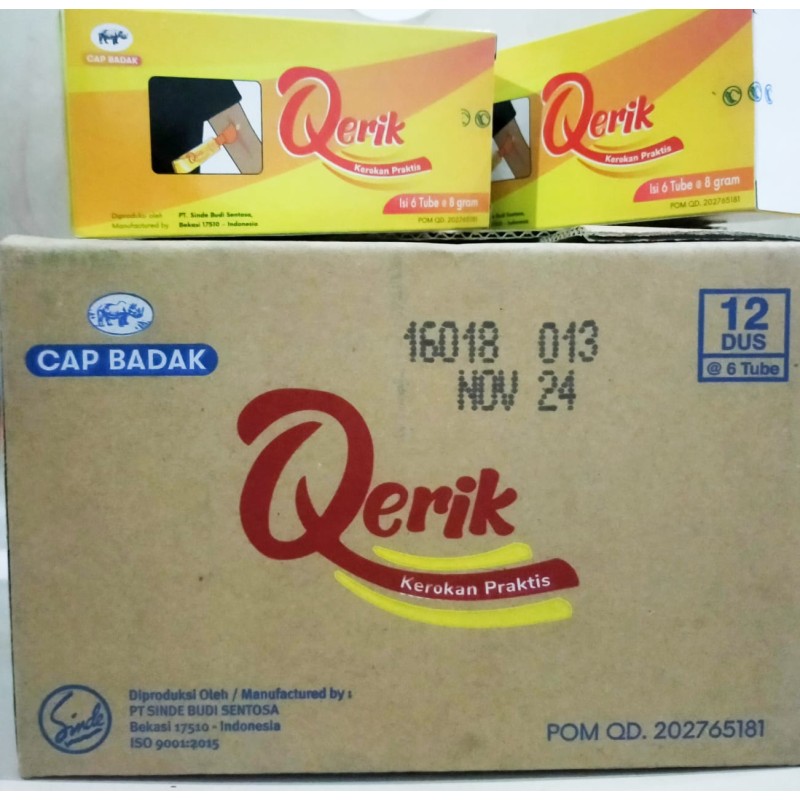 CAP BADAK
Qerik
Kerokan Praktis
Isi 6 Tube @ 8 gram
Diproduksi oleh PT. Sinde Budi Sentosa,
Manufactured by Bekasi 17510 - Indonesia
POM QD. 202765181
Qerik
Kerokan Praktis
Isi 6 Tube @ 8 gram
POM QD. 202765181
CAP BADAK
16018 013
NOV 24
12
DUS
@ 6 Tube
Qerik
Kerokan Praktis
Sinde
Diproduksi Oleh / Manufactured by :
PT SINDE BUDI SENTOSA
Bekasi 17510 - Indonesia
ISO 9001:2015
POM QD. 202765181